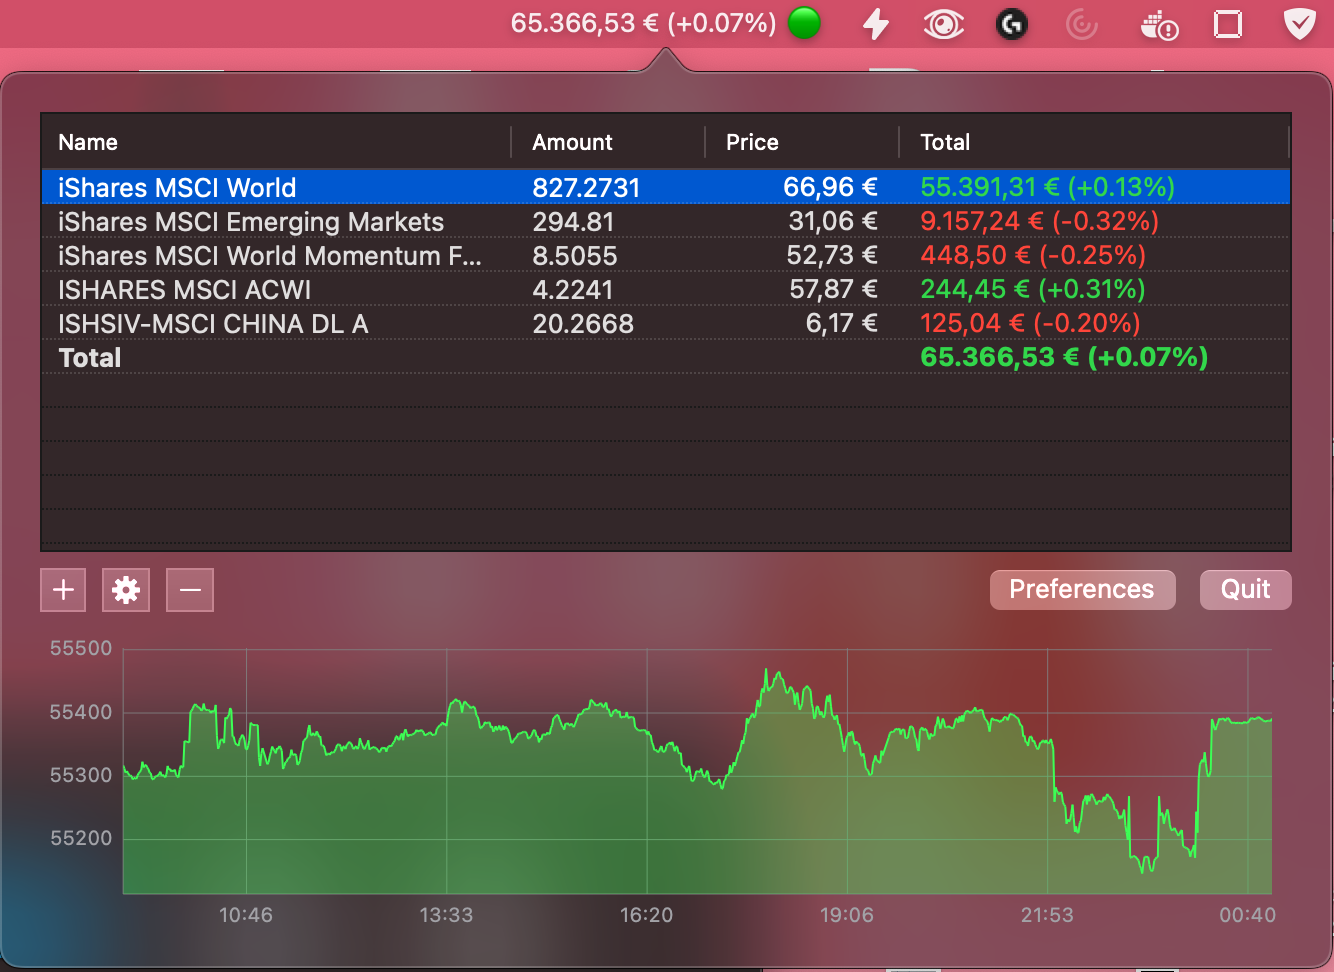 65.366,53 € (+0.07%)
Name Amount Price Total
iShares MSCI World 827.2731 66,96 € 55.391,31 € (+0.13%)
iShares MSCI Emerging Markets 294.81 31,06 € 9.157,24 € (-0.32%)
iShares MSCI World Momentum F... 8.5055 52,73 € 448,50 € (-0.25%)
ISHARES MSCI ACWI 4.2241 57,87 € 244,45 € (+0.31%)
ISHSIV-MSCI CHINA DL A 20.2668 6,17 € 125,04 € (-0.20%)
Total 65.366,53 € (+0.07%)
Preferences Quit
55500
55400
55300
55200
10:46 13:33 16:20 19:06 21:53 00:40